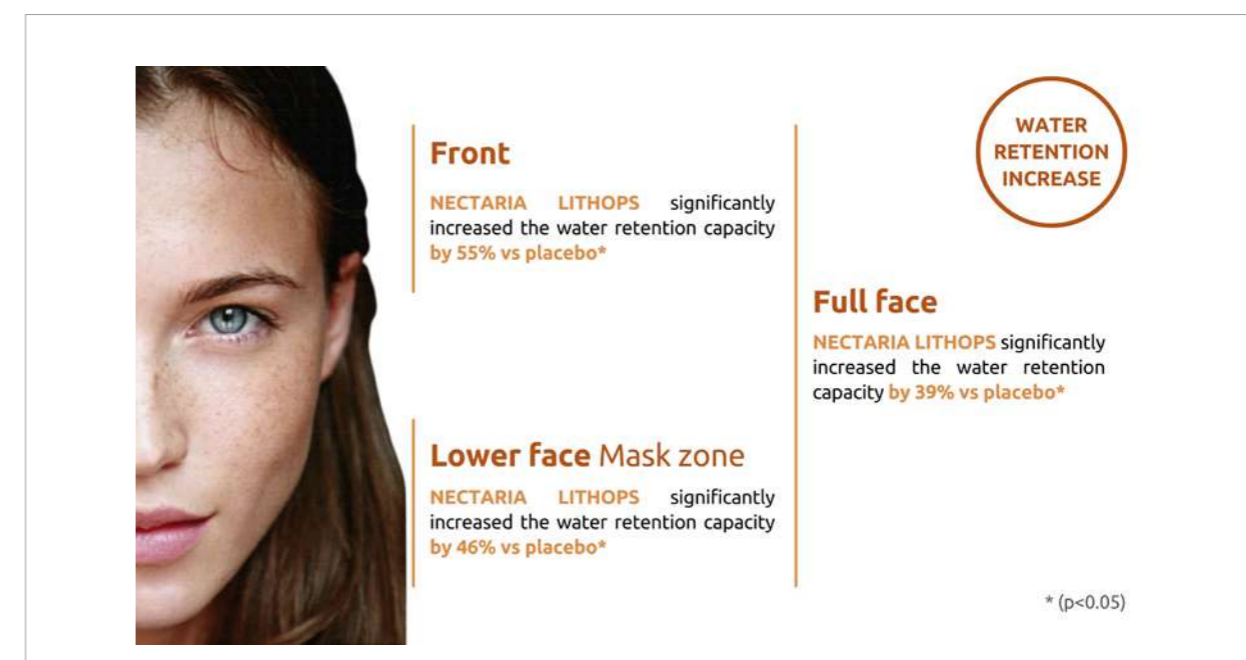 Front
NECTARIA LITHOPS significantly
increased the water retention capacity
by 55% vs placebo*
Lower face Mask zone
NECTARIA LITHOPS significantly
increased the water retention capacity
by 46% vs placebo*
WATER
RETENTION
INCREASE
Full face
NECTARIA LITHOPS significantly
increased the water retention
capacity by 39% vs placebo*
* (p<0.05)